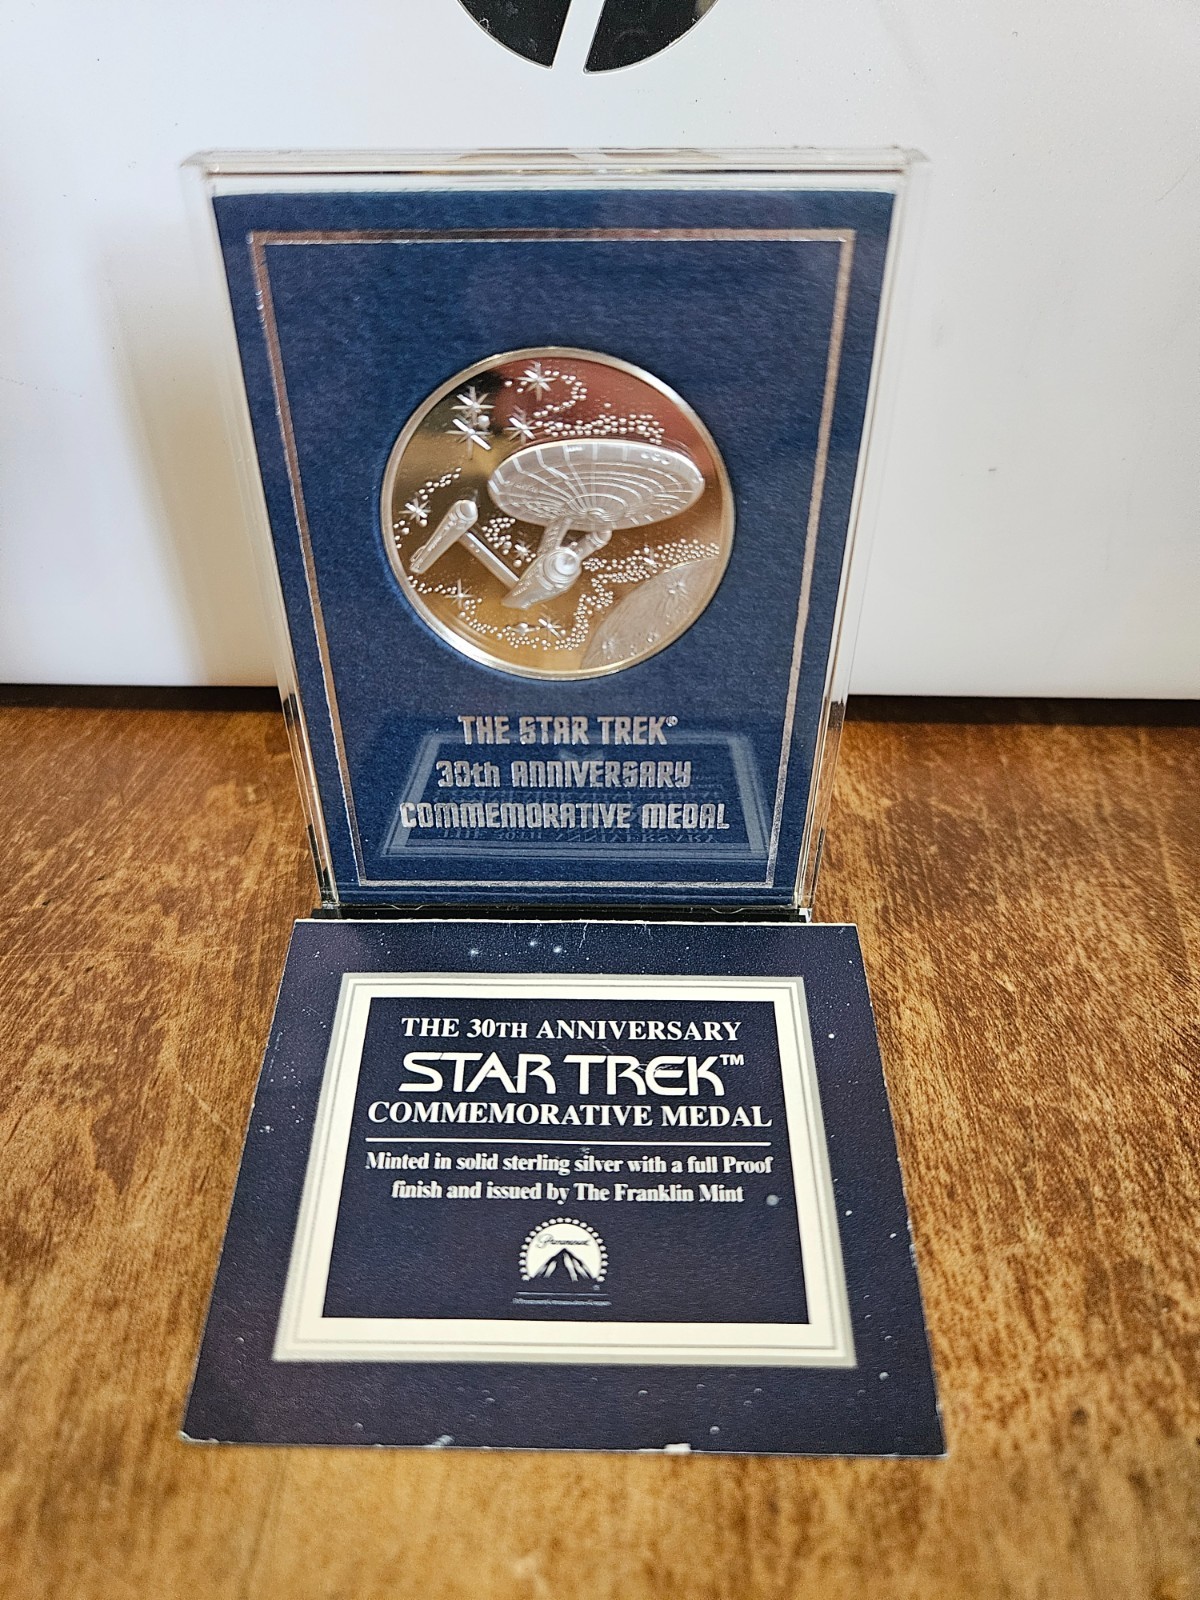 THE STAR TREK®
30th ANNIVERSARY
COMMEMORATIVE MEDAL
THE 30TH ANNIVERSARY
STAR TREK™
COMMEMORATIVE MEDAL
Minted in solid sterling silver with a full Proof
finish and issued by The Franklin Mint
Paramount